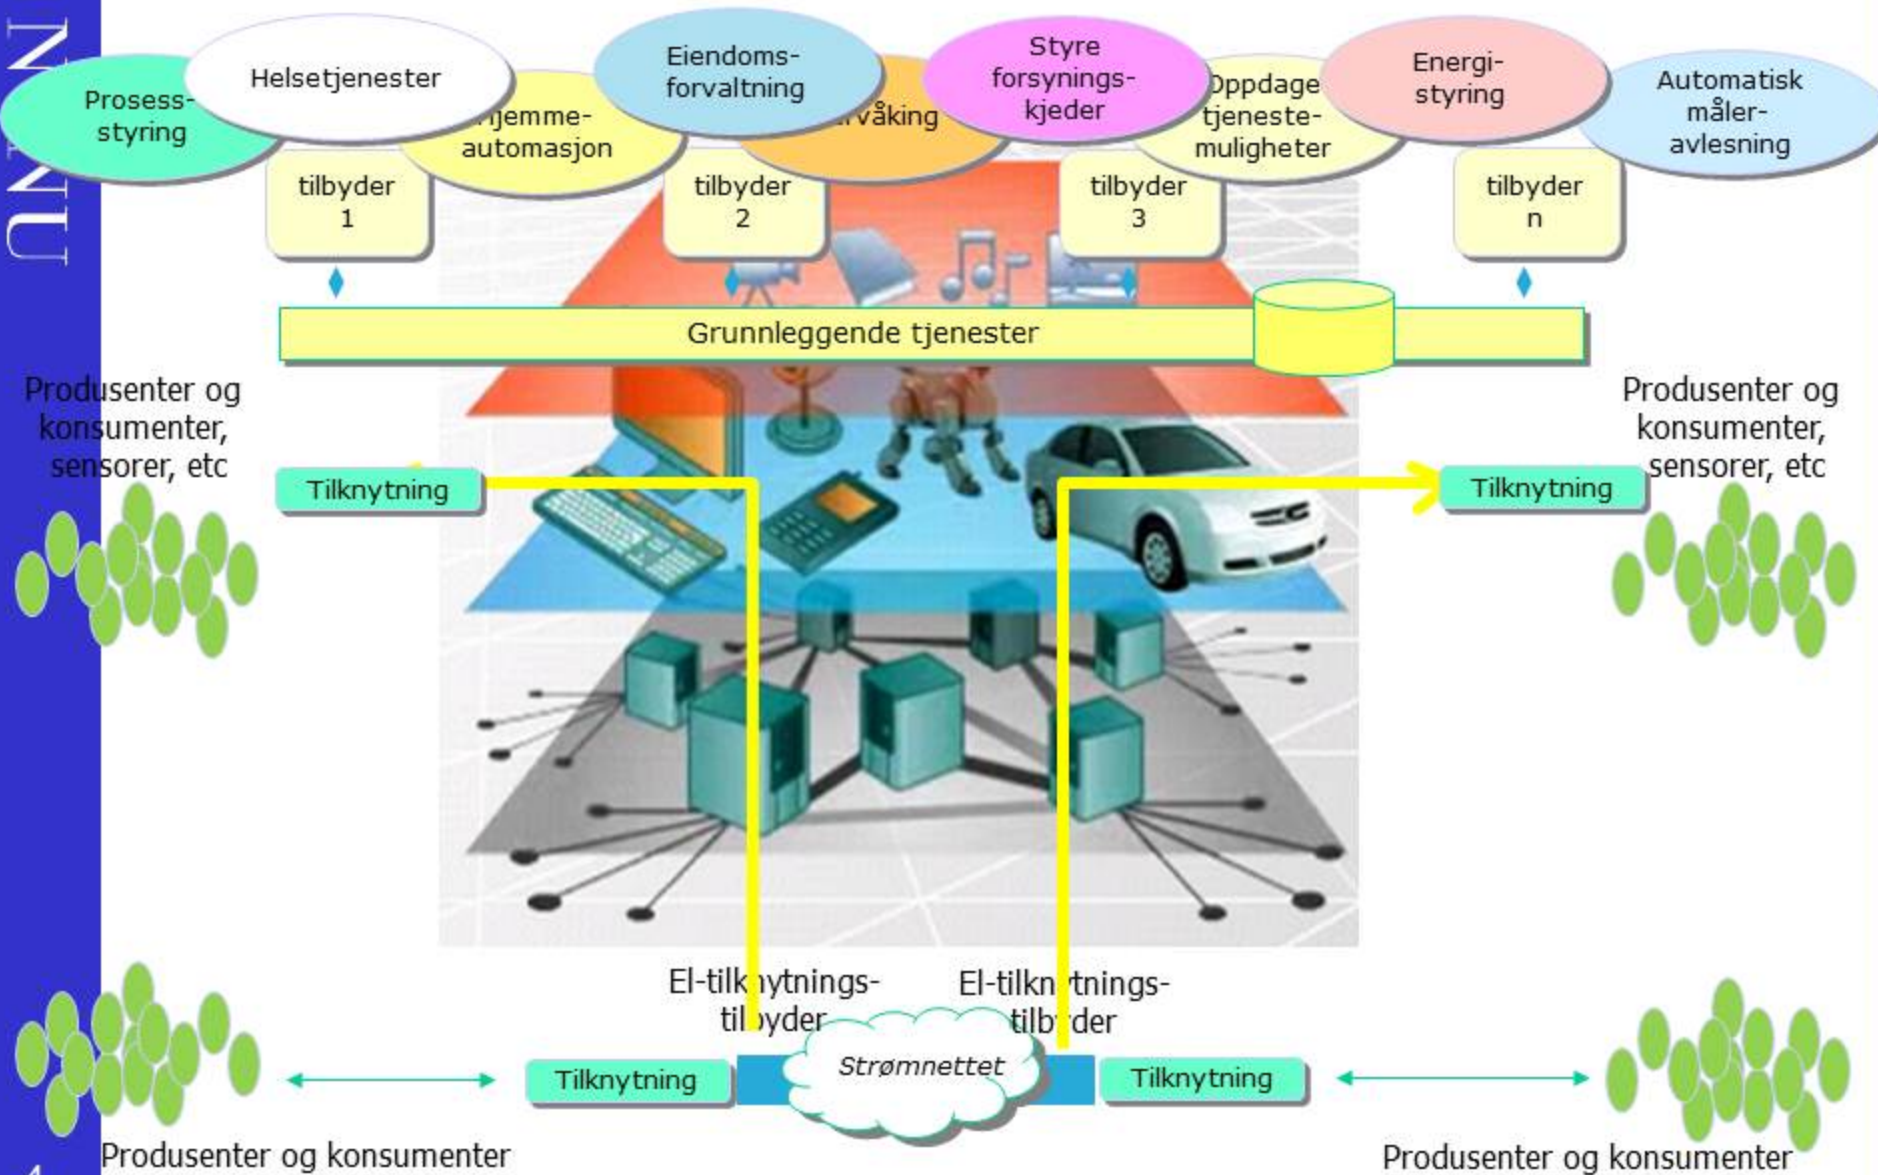 NTNU
Prosess-
styring
Helsetjenester
Hjemme-
automasjon
Eiendoms-
forvaltning
Styre
forsynings-
kjeder
Oppdage
tjeneste-
muligheter
Energi-
styring
Automatisk
måler-
avlesning
tilbyder
1
tilbyder
2
tilbyder
3
tilbyder
n
Grunnleggende tjenester
Produsenter og
konsumenter,
sensorer, etc
Tilknytning
Produsenter og
konsumenter,
sensorer, etc
Tilknytning
El-tilknytnings-
tilbyder
El-tilknytnings-
tilbyder
Strømnettet
Tilknytning
Tilknytning
Produsenter og konsumenter
Produsenter og konsumenter